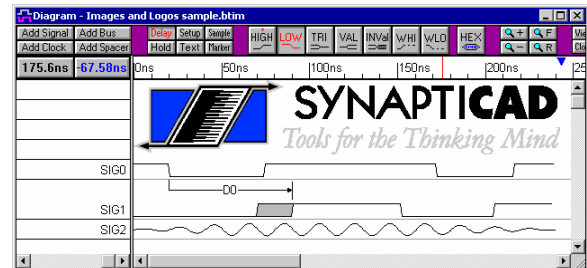 Diagram - Images and Logos sample.btim
Add Signal Add Bus Delay Setup Sample HIGH LOW TRI VAL INVal WHI WLO HEX + F Vie
Add Clock Add Spacer Hold Text Marker - R
175.6ns -67.58ns 0ns 50ns 100ns 150ns 200ns 25
SYNAPTICAD
Tools for the Thinking Mind
SIG0
D0
SIG1
SIG2